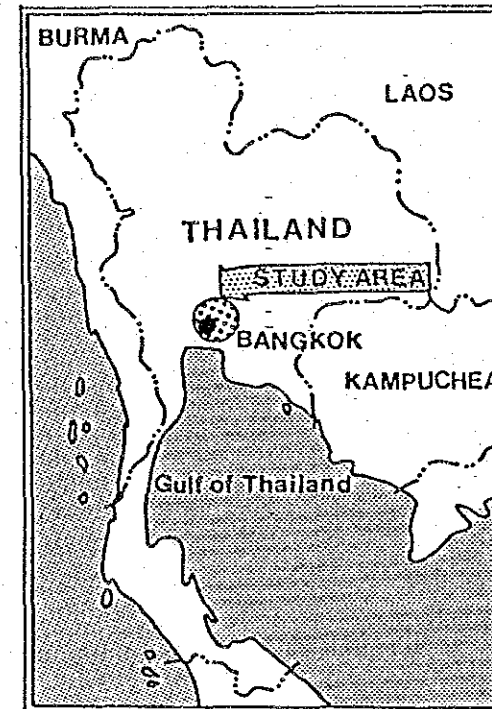 BURMA
LAOS
THAILAND
STUDY AREA
BANGKOK
KAMPUCHEA
Gulf of Thailand